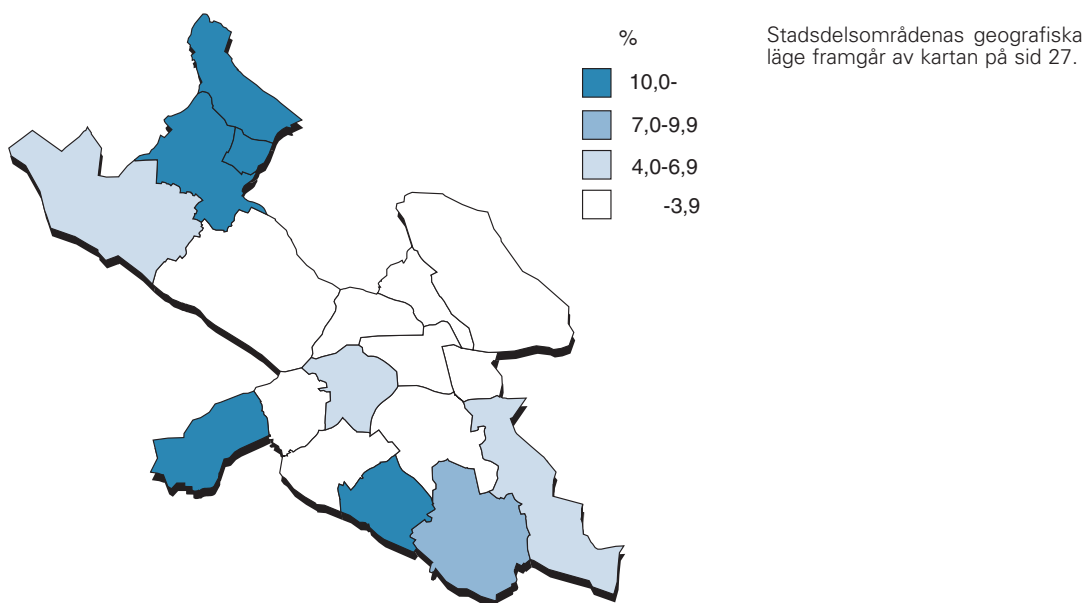 %
10,0-
7,0-9,9
4,0-6,9
-3,9
Stadsdelsområdenas geografiska
läge framgår av kartan på sid 27.